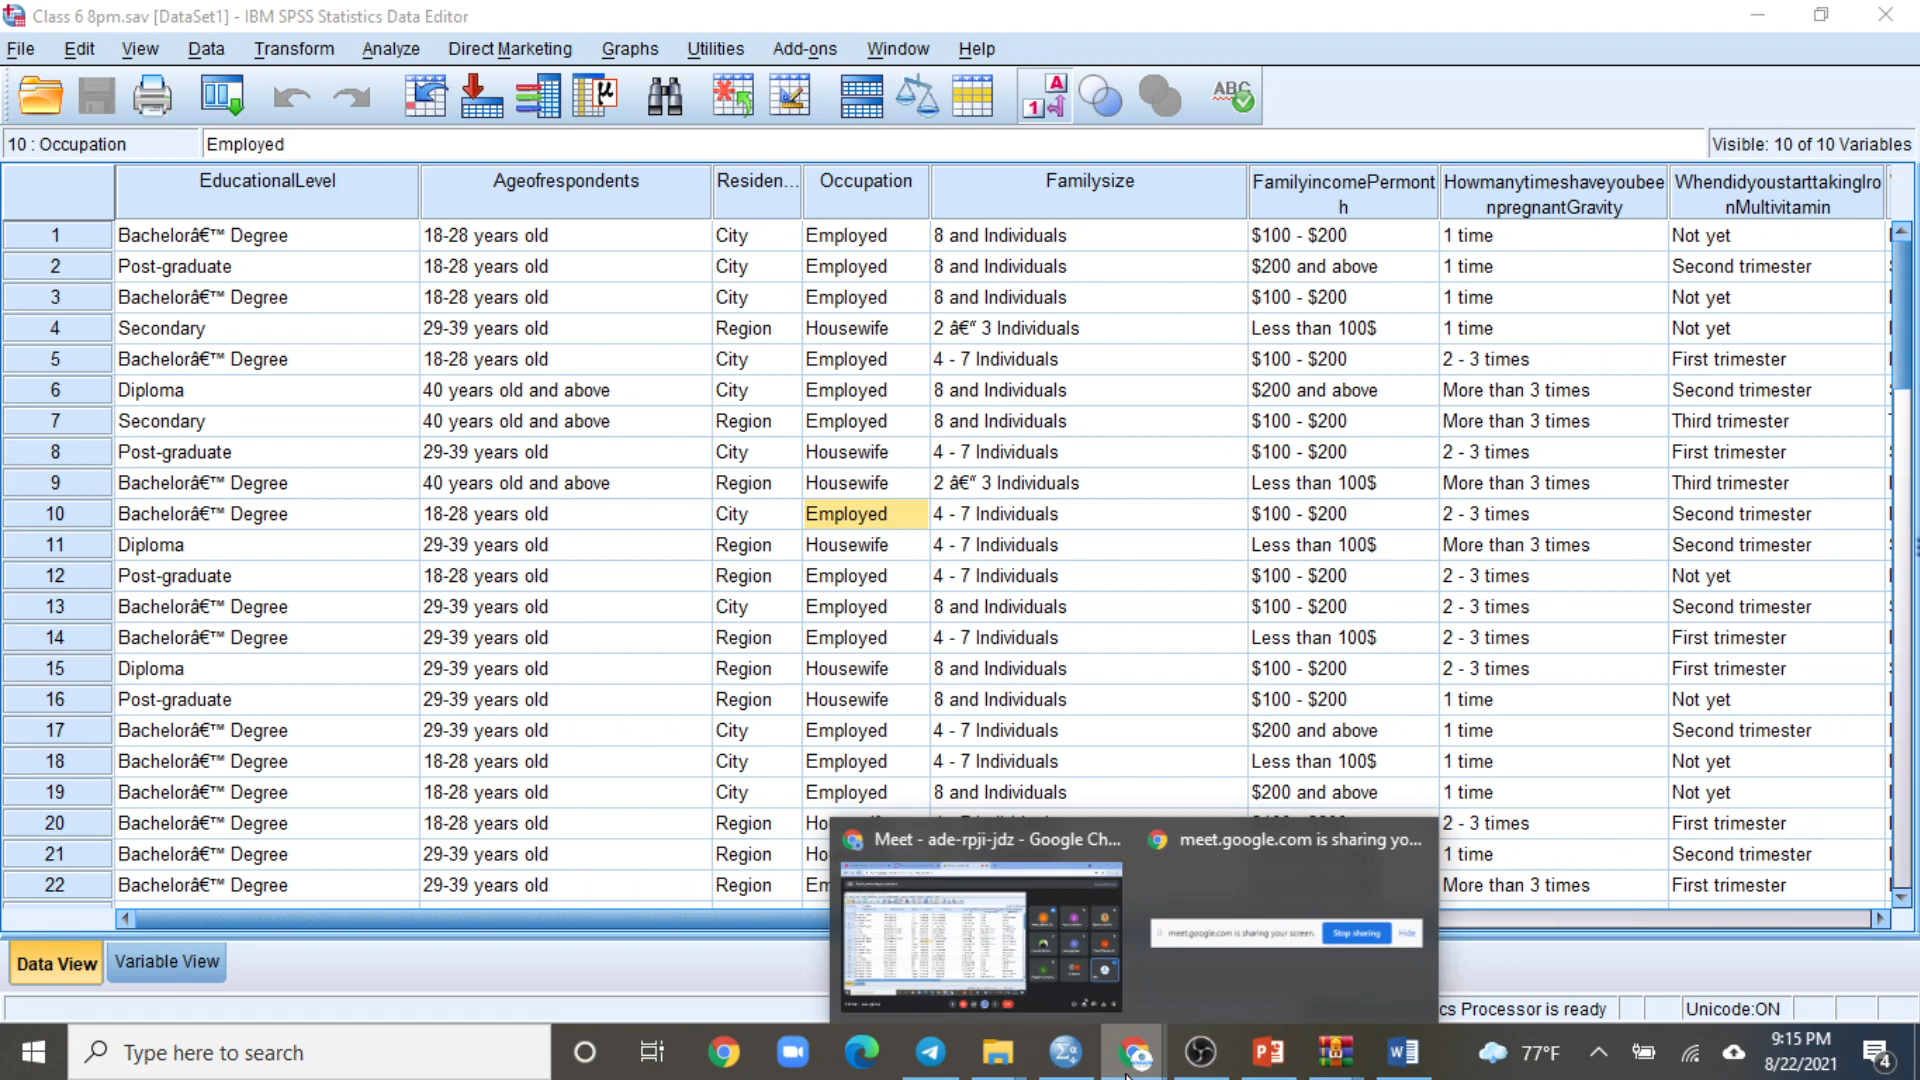 Class 6 8pm.sav [DataSet1] - IBM SPSS Statistics Data Editor
File Edit View Data Transform Analyze Direct Marketing Graphs Utilities Add-ons Window Help
10 : Occupation Employed Visible: 10 of 10 Variables
EducationalLevel Ageofrespondents Residen... Occupation Familysize FamilyincomePermont HowmanytimeshaveyoubeeWhendidyoustarttakingIro
h npregnantGravity nMultivitamin
1 Bachelorâ€™ Degree 18-28 years old City Employed 8 and Individuals $100 - $200 1 time Not yet
2 Post-graduate 18-28 years old City Employed 8 and Individuals $200 and above 1 time Second trimester
3 Bachelorâ€™ Degree 18-28 years old City Employed 8 and Individuals $100 - $200 1 time Not yet
4 Secondary 29-39 years old Region Housewife 2 â€“ 3 Individuals Less than 100$ 1 time Not yet
5 Bachelorâ€™ Degree 18-28 years old City Employed 4 - 7 Individuals $100 - $200 2 - 3 times First trimester
6 Diploma 40 years old and above City Employed 8 and Individuals $200 and above More than 3 times Second trimester
7 Secondary 40 years old and above Region Employed 8 and Individuals $100 - $200 More than 3 times Third trimester
8 Post-graduate 29-39 years old City Housewife 4 - 7 Individuals $100 - $200 2 - 3 times First trimester
9 Bachelorâ€™ Degree 40 years old and above Region Housewife 2 â€“ 3 Individuals Less than 100$ More than 3 times Third trimester
10 Bachelorâ€™ Degree 18-28 years old City Employed 4 - 7 Individuals $100 - $200 2 - 3 times Second trimester
11 Diploma 29-39 years old Region Housewife 4 - 7 Individuals Less than 100$ More than 3 times Second trimester
12 Post-graduate 18-28 years old Region Employed 4 - 7 Individuals $100 - $200 2 - 3 times Not yet
13 Bachelorâ€™ Degree 29-39 years old City Employed 8 and Individuals $100 - $200 2 - 3 times Second trimester
14 Bachelorâ€™ Degree 29-39 years old Region Employed 4 - 7 Individuals Less than 100$ 2 - 3 times First trimester
15 Diploma 29-39 years old Region Housewife 8 and Individuals $100 - $200 2 - 3 times First trimester
16 Post-graduate 29-39 years old Region Housewife 8 and Individuals $100 - $200 1 time Not yet
17 Bachelorâ€™ Degree 29-39 years old City Employed 4 - 7 Individuals $200 and above 1 time Second trimester
18 Bachelorâ€™ Degree 18-28 years old City Employed 4 - 7 Individuals Less than 100$ 1 time Not yet
19 Bachelorâ€™ Degree 18-28 years old City Employed 8 and Individuals $200 and above 1 time Not yet
20 Bachelorâ€™ Degree 18-28 years old Region Ho 2 - 3 times First trimester
21 Bachelorâ€™ Degree 29-39 years old Region Ho 1 time Second trimester
22 Bachelorâ€™ Degree 29-39 years old Region Em More than 3 times First trimester
Meet - ade-rpji-jdz - Google Ch... meet.google.com is sharing yo...
meet.google.com is sharing your screen. Stop sharing Hide
Data View Variable View
cs Processor is ready Unicode:ON
Type here to search 77°F 9:15 PM
8/22/2021 4